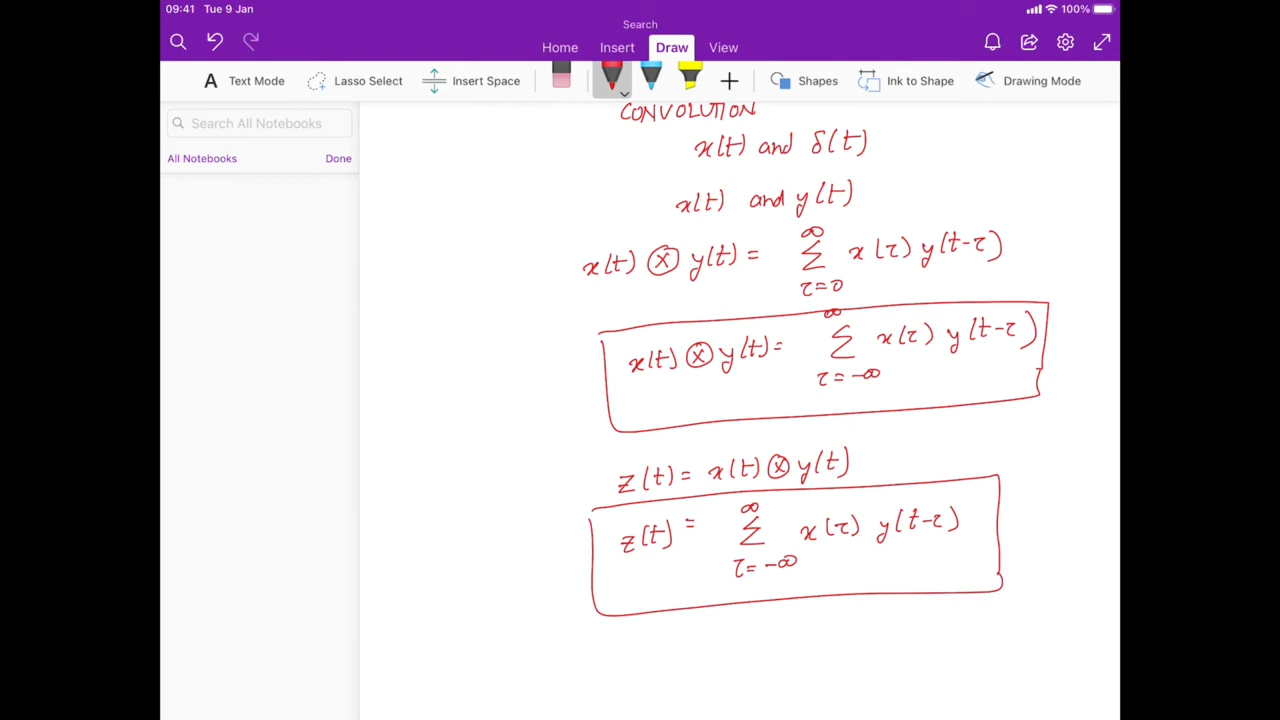 09:41 Tue 9 Jan 100%
Search
Home Insert Draw View
A Text Mode Lasso Select Insert Space Shapes Ink to Shape Drawing Mode
Search All Notebooks
All Notebooks Done
CONVOLUTION
x(t) and δ(t)
x(t) and y(t)
x(t) ⊗ y(t) = ∑_{τ=0}^{∞} x(τ) y(t-τ)
x(t) ⊗ y(t) = ∑_{τ=-∞}^{∞} x(τ) y(t-τ)
z(t) = x(t) ⊗ y(t)
z(t) = ∑_{τ=-∞}^{∞} x(τ) y(t-τ)